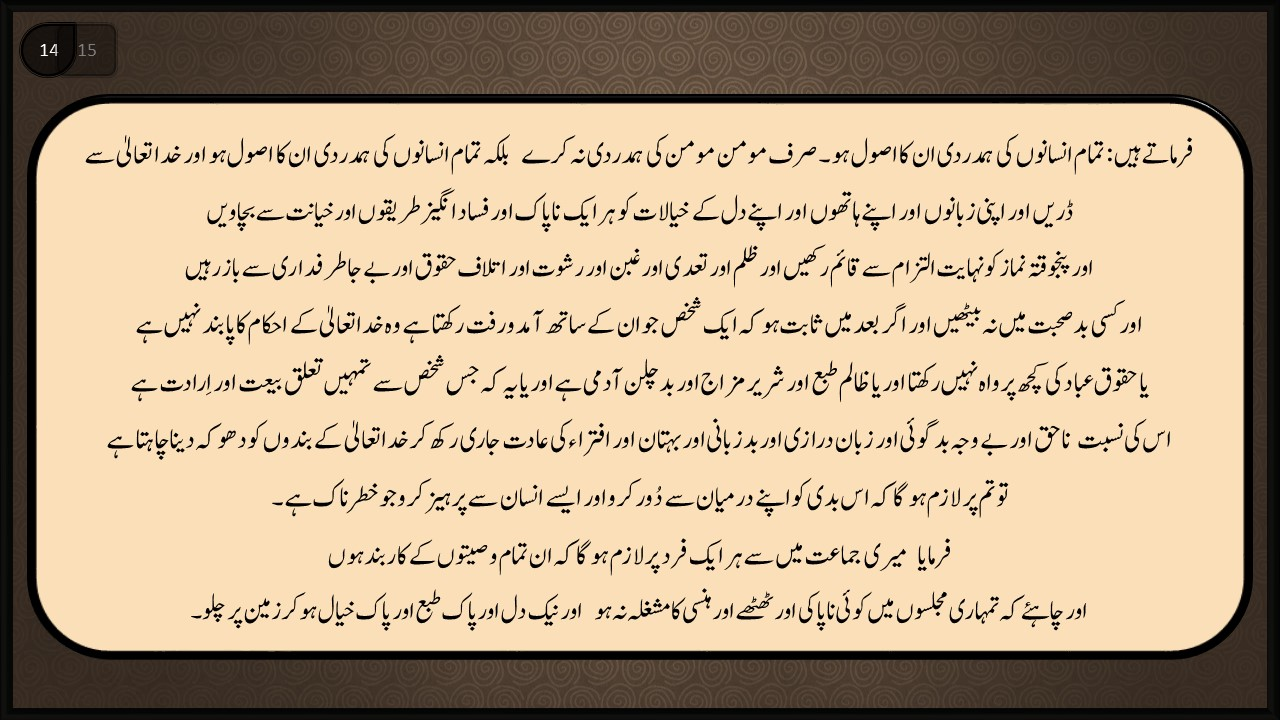 14 15
فرماتے ہیں: تمام انسانوں کی ہمدردی ان کا اصول ہو۔ صرف مومن مومن کی ہمدردی نہ کرے بلکہ تمام انسانوں کی ہمدردی ان کا اصول ہو اور خدا تعالیٰ سے
ڈریں اور اپنی زبانوں اور اپنے ہاتھوں اور اپنے دل کے خیالات کو ہر ایک ناپاک اور فساد انگیز طریقوں اور خیانت سے بچاویں
اور پنجوقتہ نماز کو نہایت التزام سے قائم رکھیں اور ظلم اور تعدی اور غبن اور رشوت اور اتلاف حقوق اور بے جا طرفداری سے باز رہیں
اور کسی بد صحبت میں نہ بیٹھیں اور اگر بعد میں ثابت ہو کہ ایک شخص جو ان کے ساتھ آمدورفت رکھتا ہے وہ خدا تعالیٰ کے احکام کا پابند نہیں ہے
یا حقوق عباد کی کچھ پرواہ نہیں رکھتا اور یا ظالم طبع اور شریر مزاج اور بد چلن آدمی ہے اور یا یہ کہ جس شخص سے تمہیں تعلق بیعت اور اِرادت ہے
اس کی نسبت ناحق اور بے وجہ بدگوئی اور زبان درازی اور بد زبانی اور بہتان اور افتراء کی عادت جاری رکھ کر خدا تعالیٰ کے بندوں کو دھوکہ دینا چاہتا ہے
تو تم پر لازم ہو گا کہ اس بدی کو اپنے درمیان سے دُور کرو اور ایسے انسان سے پرہیز کرو جو خطرناک ہے۔
فرمایا میری جماعت میں سے ہر ایک فرد پر لازم ہو گا کہ ان تمام وصیتوں کے کاربند ہوں
اور چاہئے کہ تمہاری مجلسوں میں کوئی ناپاکی اور ٹھٹھے اور ہنسی کا مشغلہ نہ ہو اور نیک دل اور پاک طبع اور پاک خیال ہو کر زمین پر چلو۔